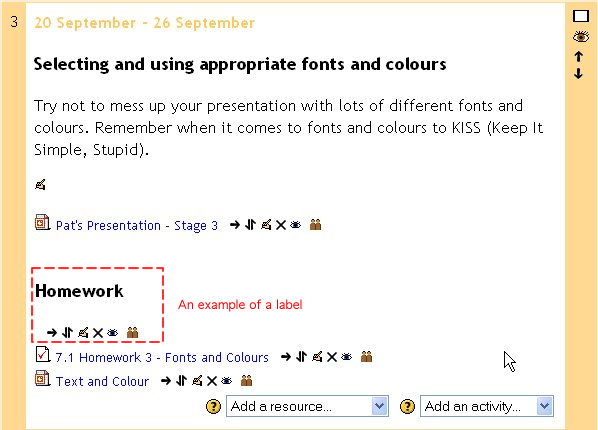 3 20 September - 26 September
Selecting and using appropriate fonts and colours
Try not to mess up your presentation with lots of different fonts and
colours. Remember when it comes to fonts and colours to KISS (Keep It
Simple, Stupid).
Pat's Presentation - Stage 3
Homework
An example of a label
7.1 Homework 3 - Fonts and Colours
Text and Colour
Add a resource... Add an activity...